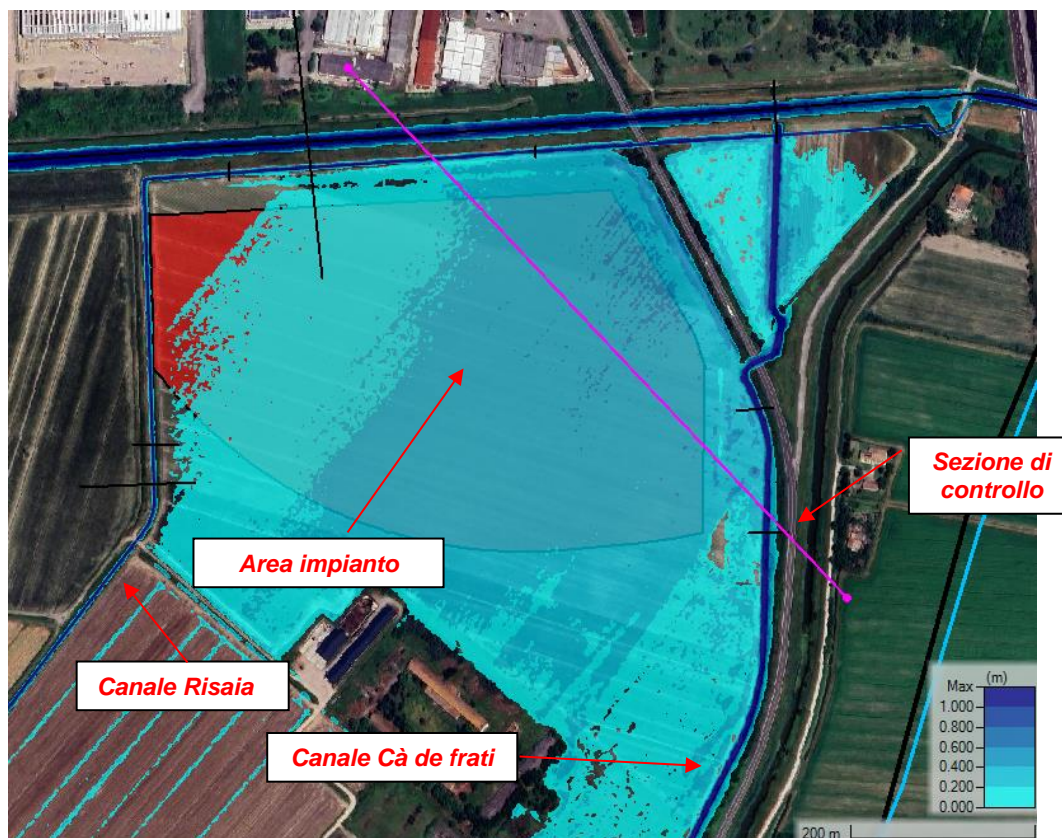 Sezione di
controllo
Area impianto
Canale Risaia
Canale Cà de frati
(m)
Max
1.000
0.800
0.600
0.400
0.200
0.000
200 m